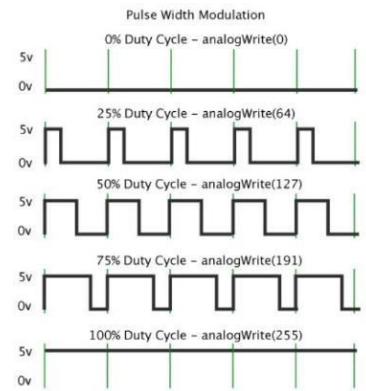 Pulse Width Modulation
0% Duty Cycle – analogWrite(0)
5v
0v
25% Duty Cycle – analogWrite(64)
5v
0v
50% Duty Cycle – analogWrite(127)
5v
0v
75% Duty Cycle – analogWrite(191)
5v
0v
100% Duty Cycle – analogWrite(255)
5v
0v